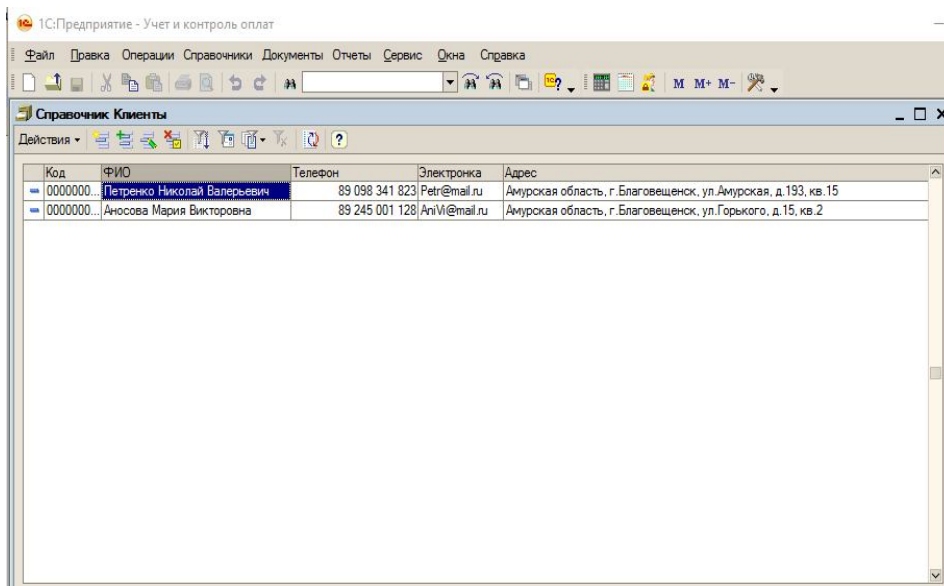 1С:Предприятие - Учет и контроль оплат
Файл Правка Операции Справочники Документы Отчеты Сервис Окна Справка
M M+ M-
Справочник Клиенты
Действия
Код ФИО Телефон Электронка Адрес
0000000... Петренко Николай Валерьевич 89 098 341 823 Petr@mail.ru Амурская область, г.Благовещенск, ул.Амурская, д.193, кв.15
0000000... Аносова Мария Викторовна 89 245 001 128 AniVi@mail.ru Амурская область, г.Благовещенск, ул.Горького, д.15, кв.2